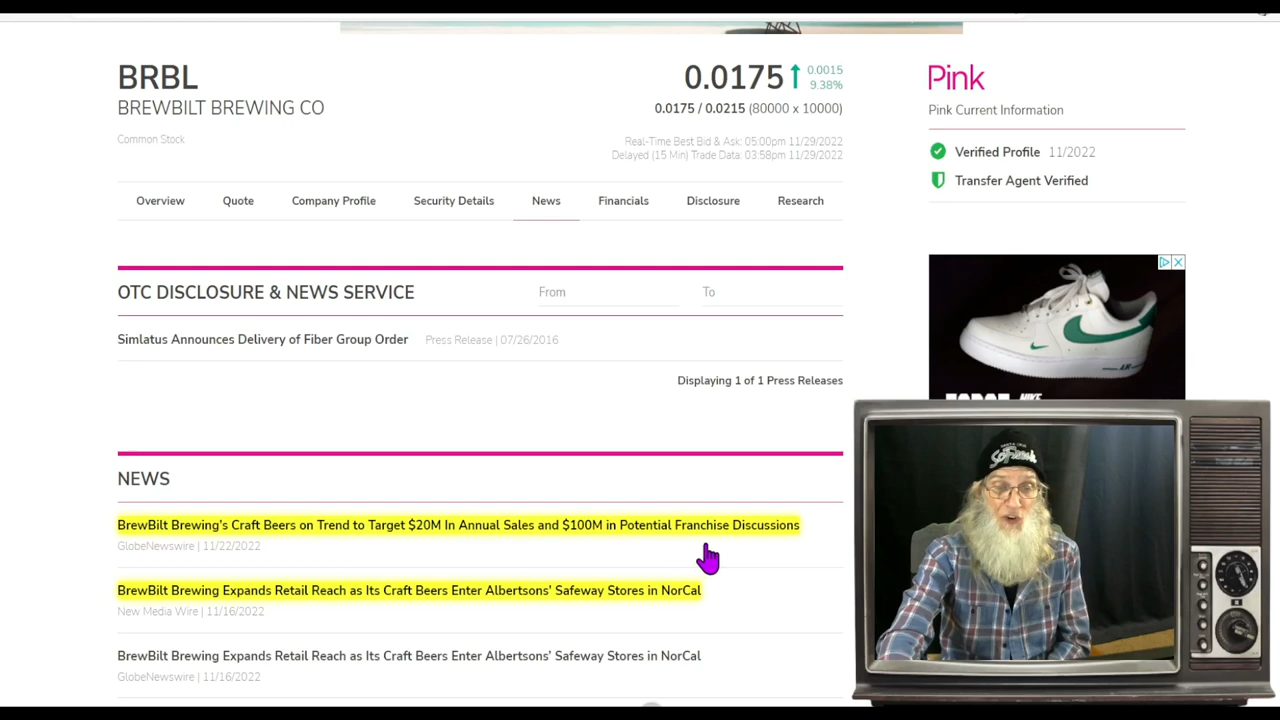 BRBL
BREWBILT BREWING CO
Common Stock
0.0175
0.0015
9.38%
0.0175 / 0.0215 (80000 x 10000)
Real-Time Best Bid & Ask: 05:00pm 11/29/2022
Delayed (15 Min) Trade Data: 03:58pm 11/29/2022
Pink
Pink Current Information
Verified Profile 11/2022
Transfer Agent Verified
Overview Quote Company Profile Security Details News Financials Disclosure Research
OTC DISCLOSURE & NEWS SERVICE From To
Simlatus Announces Delivery of Fiber Group Order Press Release | 07/26/2016
Displaying 1 of 1 Press Releases
NEWS
BrewBilt Brewing's Craft Beers on Trend to Target $20M In Annual Sales and $100M in Potential Franchise Discussions
GlobeNewswire | 11/22/2022
BrewBilt Brewing Expands Retail Reach as Its Craft Beers Enter Albertsons' Safeway Stores in NorCal
New Media Wire | 11/16/2022
BrewBilt Brewing Expands Retail Reach as Its Craft Beers Enter Albertsons' Safeway Stores in NorCal
GlobeNewswire | 11/16/2022